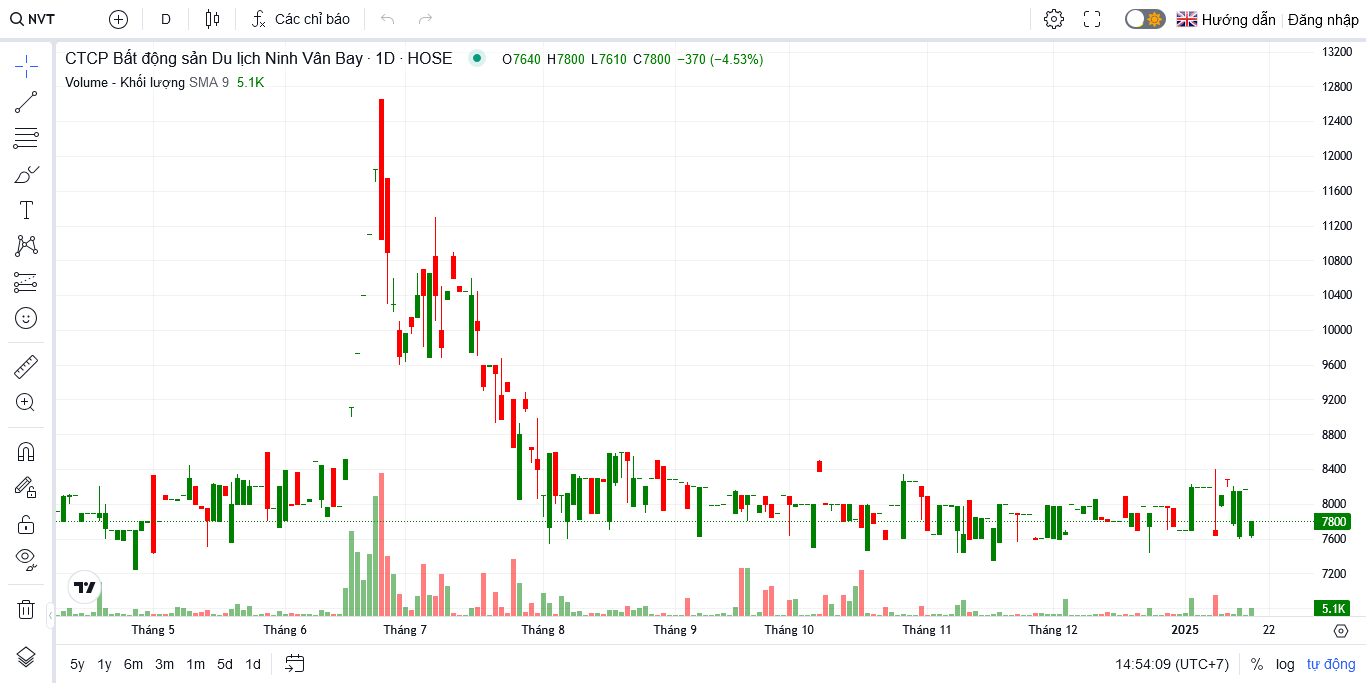 NVT D Các chỉ báo Hướng dẫn Đăng nhập
CTCP Bất động sản Du lịch Ninh Vân Bay · 1D · HOSE O7640 H7800 L7610 C7800 −370 (−4.53%)
Volume - Khối lượng SMA 9 5.1K
13200
12800
12400
12000
11600
11200
10800
10400
10000
9600
9200
8800
8400
8000
7800
7600
7200
5.1K
Tháng 5 Tháng 6 Tháng 7 Tháng 8 Tháng 9 Tháng 10 Tháng 11 Tháng 12 2025 22
5y 1y 6m 3m 1m 5d 1d 14:54:09 (UTC+7) % log tự động